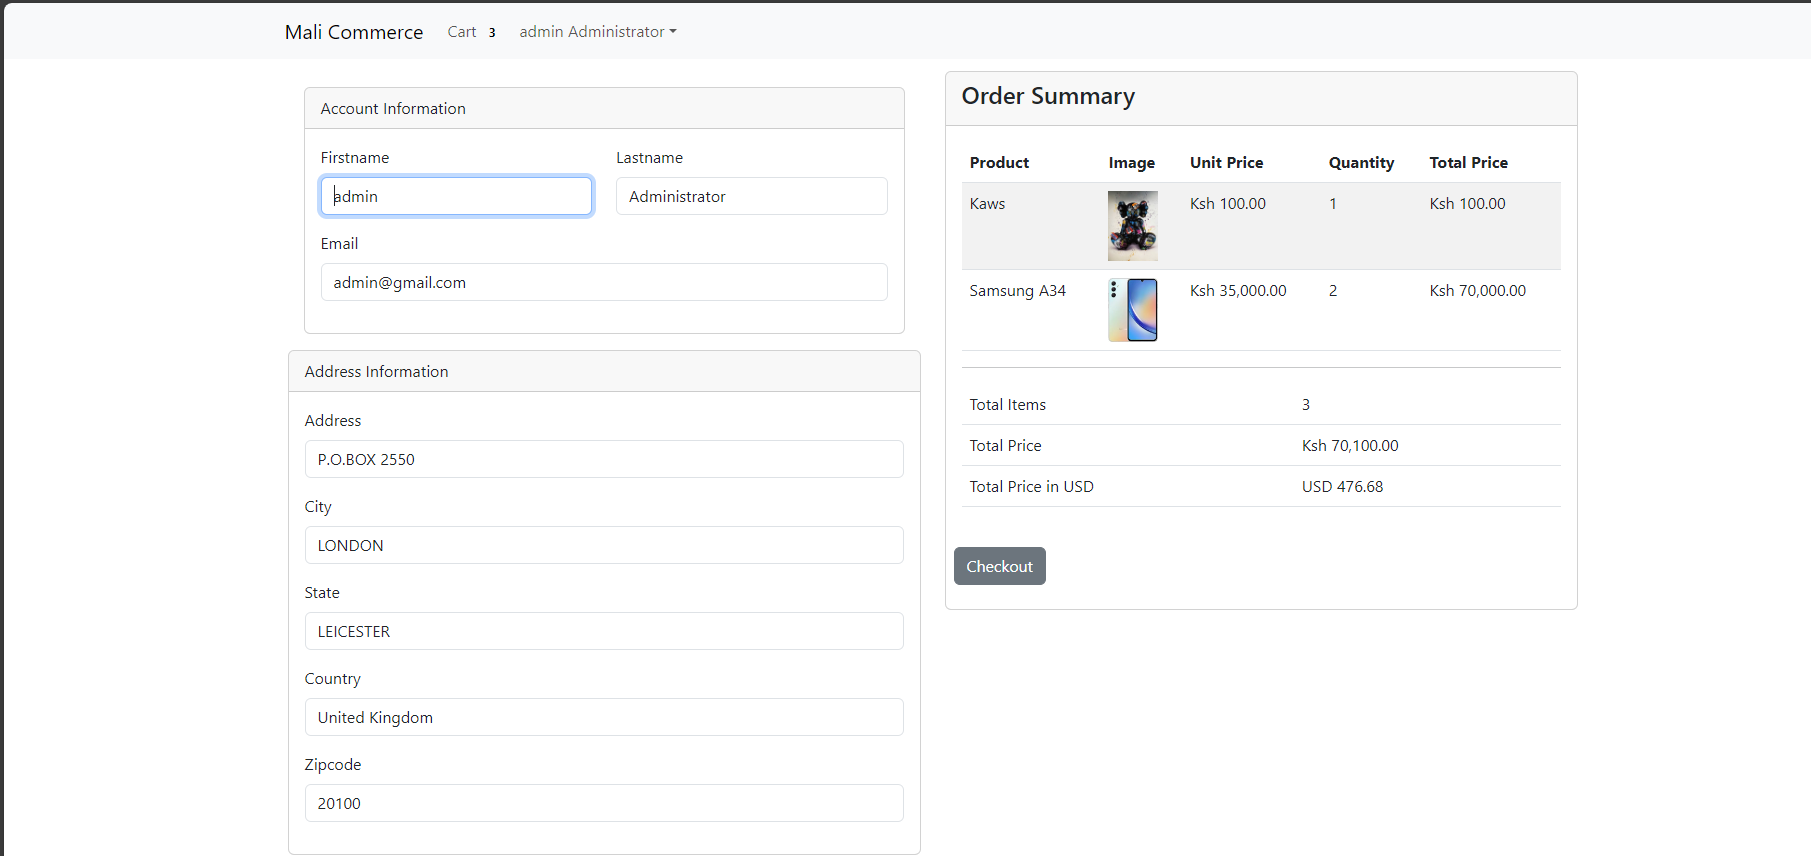 Mali Commerce Cart 3 admin Administrator
Account Information
Firstname Lastname
admin Administrator
Email
admin@gmail.com
Address Information
Address
P.O.BOX 2550
City
LONDON
State
LEICESTER
Country
United Kingdom
Zipcode
20100
Order Summary
Product Image Unit Price Quantity Total Price
Kaws Ksh 100.00 1 Ksh 100.00
Samsung A34 Ksh 35,000.00 2 Ksh 70,000.00
Total Items 3
Total Price Ksh 70,100.00
Total Price in USD USD 476.68
Checkout